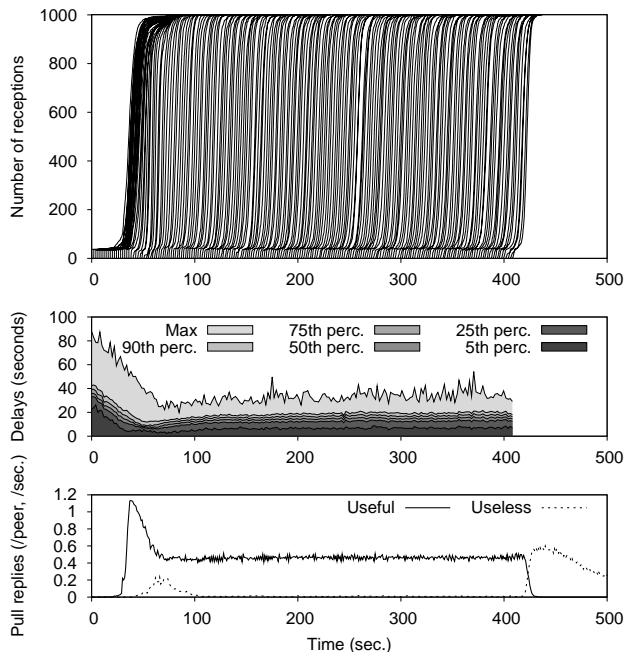 Number of receptions
1000
800
600
400
200
0
0 100 200 300 400 500
Delays (seconds)
100
80
60
40
20
0
Max 75th perc. 25th perc.
90th perc. 50th perc. 5th perc.
0 100 200 300 400 500
Pull replies (/peer, /sec.)
1.2
1
0.8
0.6
0.4
0.2
0
Useful Useless
0 100 200 300 400 500
Time (sec.)